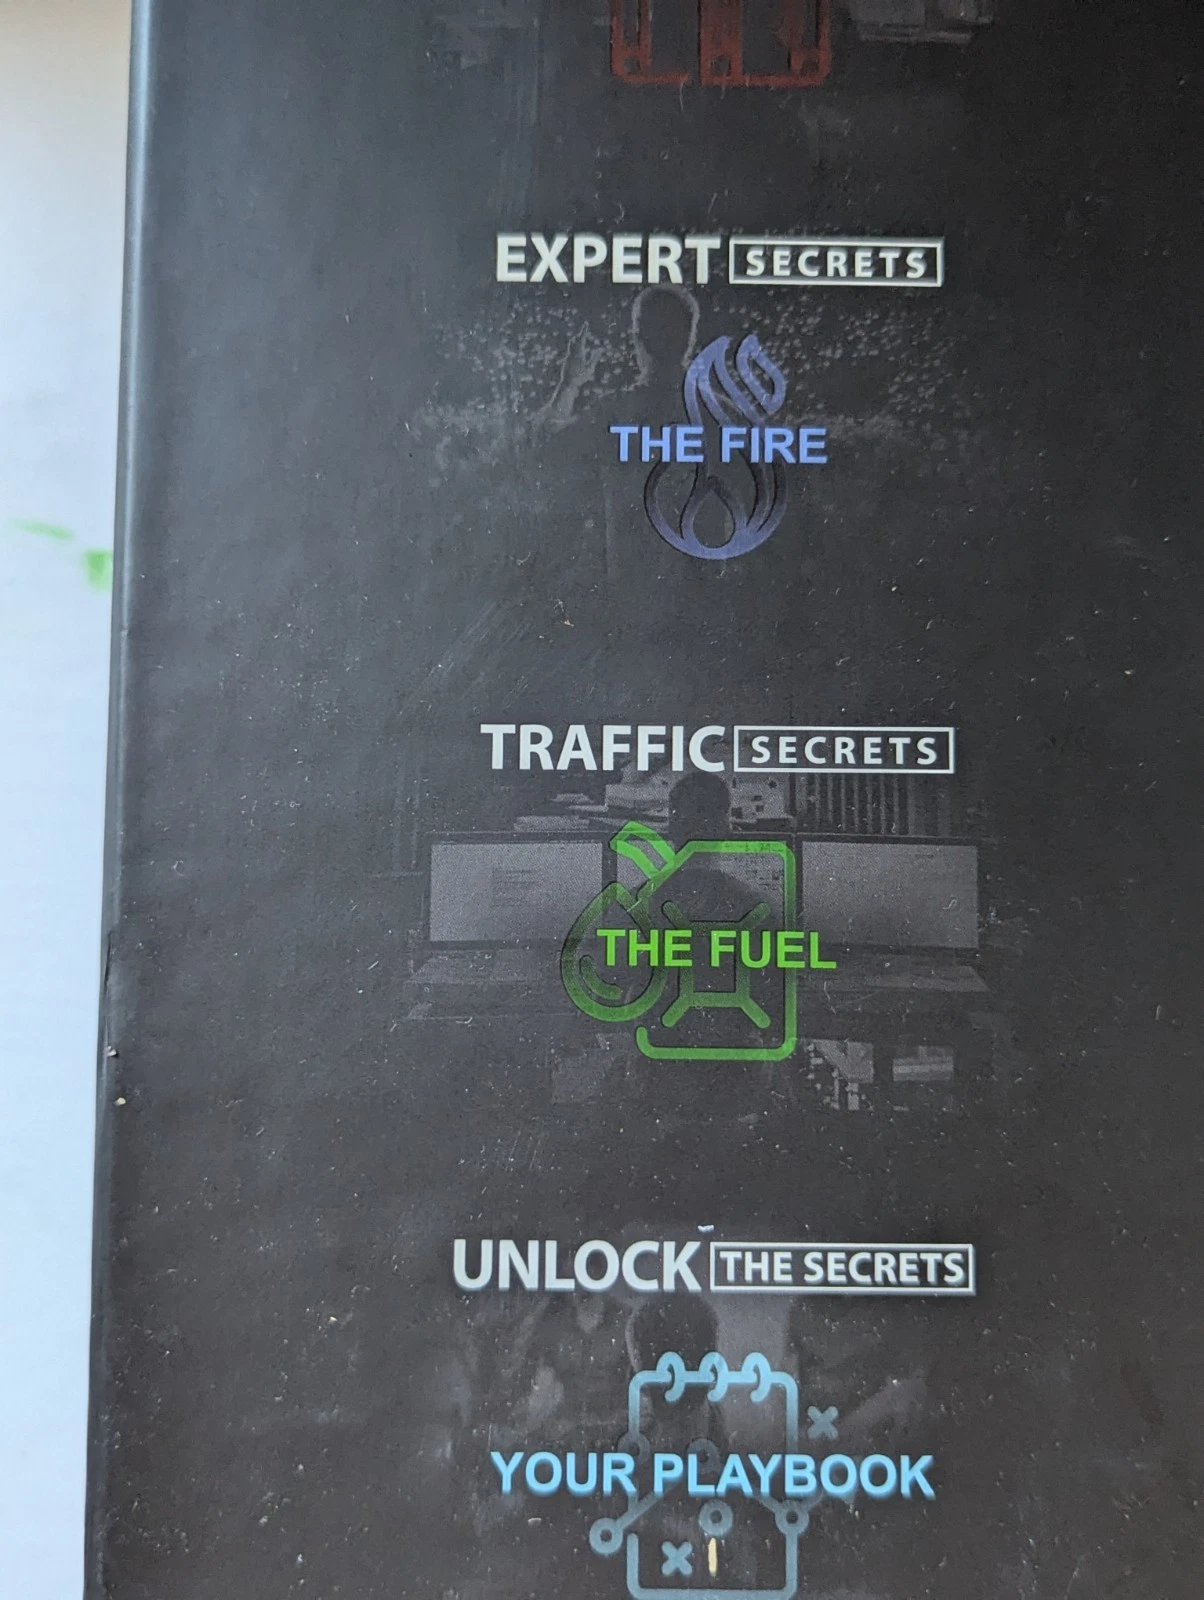 EXPERT SECRETS
THE FIRE
TRAFFIC SECRETS
THE FUEL
UNLOCK THE SECRETS
YOUR PLAYBOOK